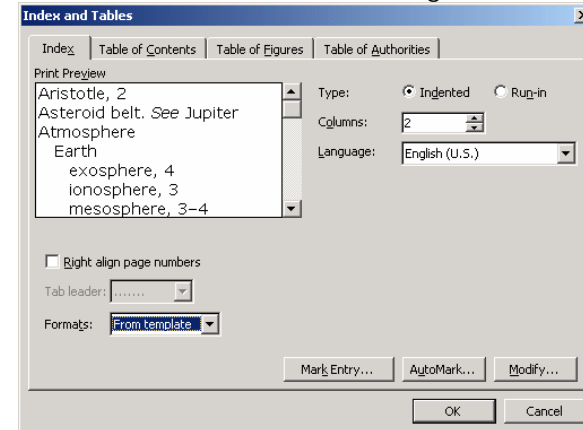 Index and Tables
Index Table of Contents Table of Figures Table of Authorities
Print Preview
Aristotle, 2
Asteroid belt. See Jupiter
Atmosphere
Earth
exosphere, 4
ionosphere, 3
mesosphere, 3–4
Type: Indented Run-in
Columns: 2
Language: English (U.S.)
Right align page numbers
Tab leader: .......
Formats: From template
Mark Entry... AutoMark... Modify...
OK Cancel